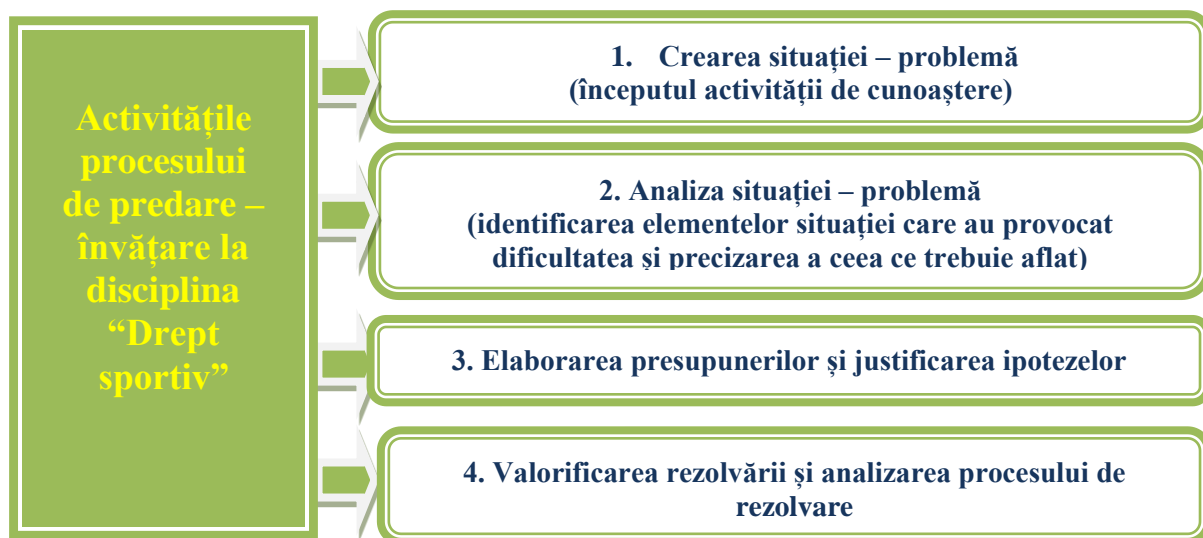 Activitățile
procesului
de predare –
învățare la
disciplina
“Drept
sportiv”
1. Crearea situației – problemă
(începutul activității de cunoaștere)
2. Analiza situației – problemă
(identificarea elementelor situației care au provocat
dificultatea și precizarea a ceea ce trebuie aflat)
3. Elaborarea presupunerilor și justificarea ipotezelor
4. Valorificarea rezolvării și analizarea procesului de
rezolvare